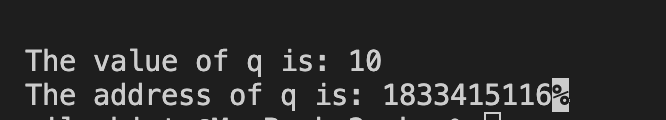 The value of q is: 10
The address of q is: 1833415116%